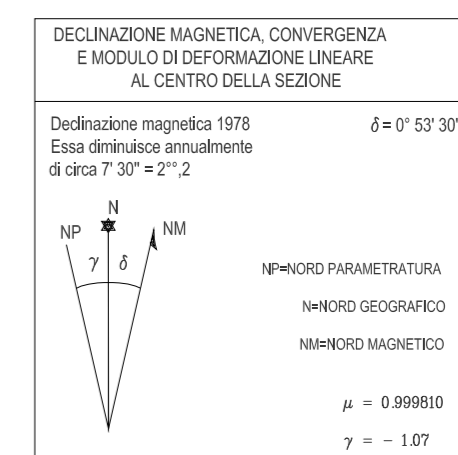 DECLINAZIONE MAGNETICA, CONVERGENZA
E MODULO DI DEFORMAZIONE LINEARE
AL CENTRO DELLA SEZIONE
Declinazione magnetica 1978 δ = 0° 53' 30"
Essa diminuisce annualmente
di circa 7' 30" = 2°°,2
N
NP NM
γ δ
NP=NORD PARAMETRATURA
N=NORD GEOGRAFICO
NM=NORD MAGNETICO
μ = 0.999810
γ = - 1.07